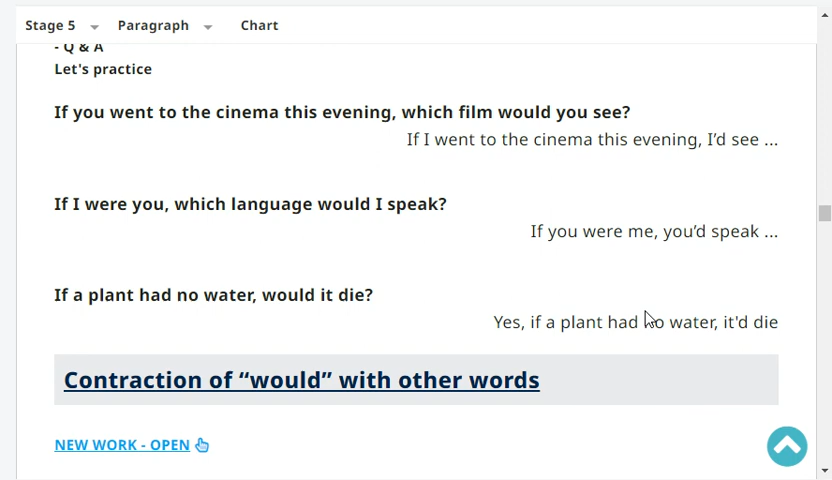 Stage 5 Paragraph Chart
- Q & A
Let's practice
If you went to the cinema this evening, which film would you see?
If I went to the cinema this evening, I’d see ...
If I were you, which language would I speak?
If you were me, you’d speak ...
If a plant had no water, would it die?
Yes, if a plant had no water, it'd die
Contraction of “would” with other words
NEW WORK - OPEN